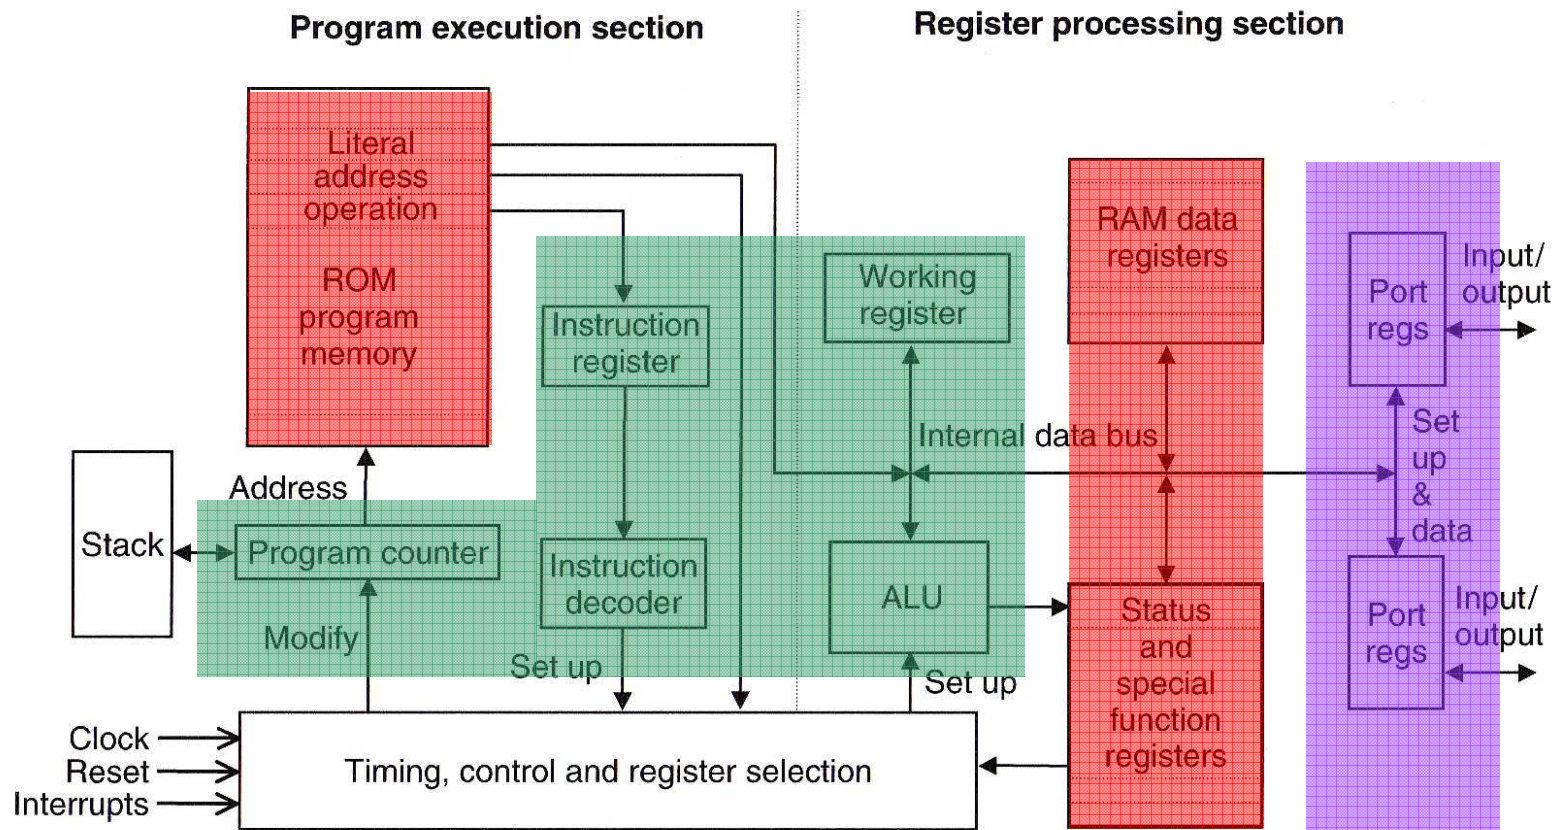 Program execution section
Register processing section
Literal
address
operation
ROM
program
memory
Instruction
register
Working
register
RAM data
registers
Port
regs
Input/
output
Internal data bus
Set
up
&
data
Address
Stack
Program counter
Instruction
decoder
ALU
Status
and
special
function
registers
Port
regs
Input/
output
Modify
Set up
Set up
Clock
Reset
Interrupts
Timing, control and register selection